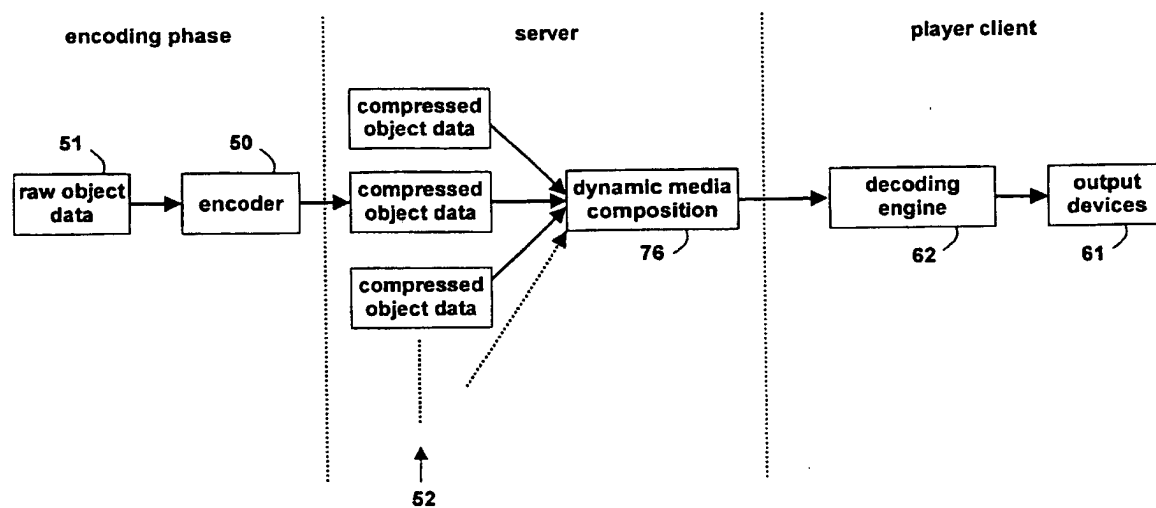 encoding phase
server
player client
51
raw object
data
50
encoder
compressed
object data
compressed
object data
compressed
object data
52
dynamic media
composition
76
decoding
engine
62
output
devices
61